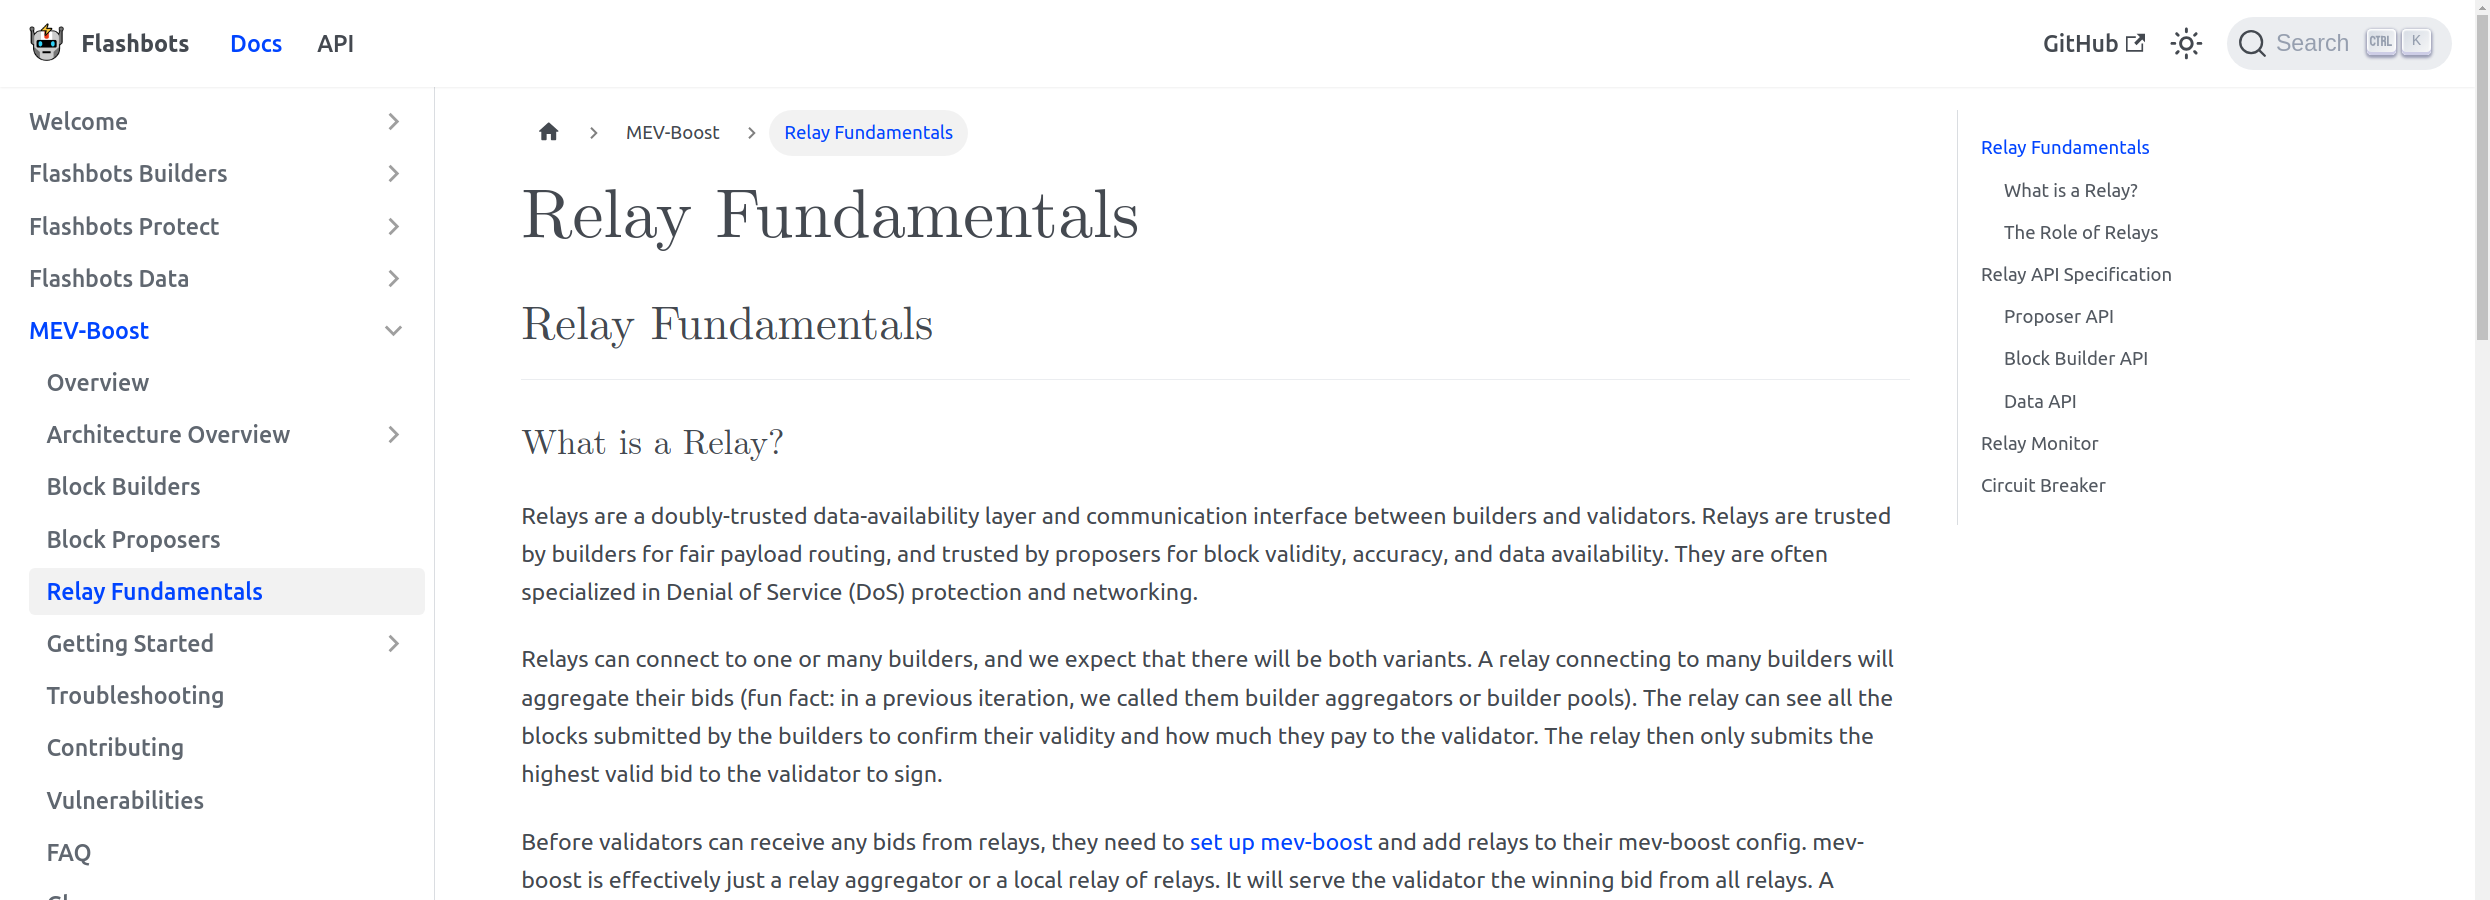 Flashbots Docs API GitHub Search CTRL K
Welcome
Flashbots Builders
Flashbots Protect
Flashbots Data
MEV-Boost
Overview
Architecture Overview
Block Builders
Block Proposers
Relay Fundamentals
Getting Started
Troubleshooting
Contributing
Vulnerabilities
FAQ
MEV-Boost Relay Fundamentals
Relay Fundamentals
Relay Fundamentals
What is a Relay?
Relays are a doubly-trusted data-availability layer and communication interface between builders and validators. Relays are trusted
by builders for fair payload routing, and trusted by proposers for block validity, accuracy, and data availability. They are often
specialized in Denial of Service (DoS) protection and networking.
Relays can connect to one or many builders, and we expect that there will be both variants. A relay connecting to many builders will
aggregate their bids (fun fact: in a previous iteration, we called them builder aggregators or builder pools). The relay can see all the
blocks submitted by the builders to confirm their validity and how much they pay to the validator. The relay then only submits the
highest valid bid to the validator to sign.
Before validators can receive any bids from relays, they need to set up mev-boost and add relays to their mev-boost config. mev-
boost is effectively just a relay aggregator or a local relay of relays. It will serve the validator the winning bid from all relays. A
Relay Fundamentals
What is a Relay?
The Role of Relays
Relay API Specification
Proposer API
Block Builder API
Data API
Relay Monitor
Circuit Breaker